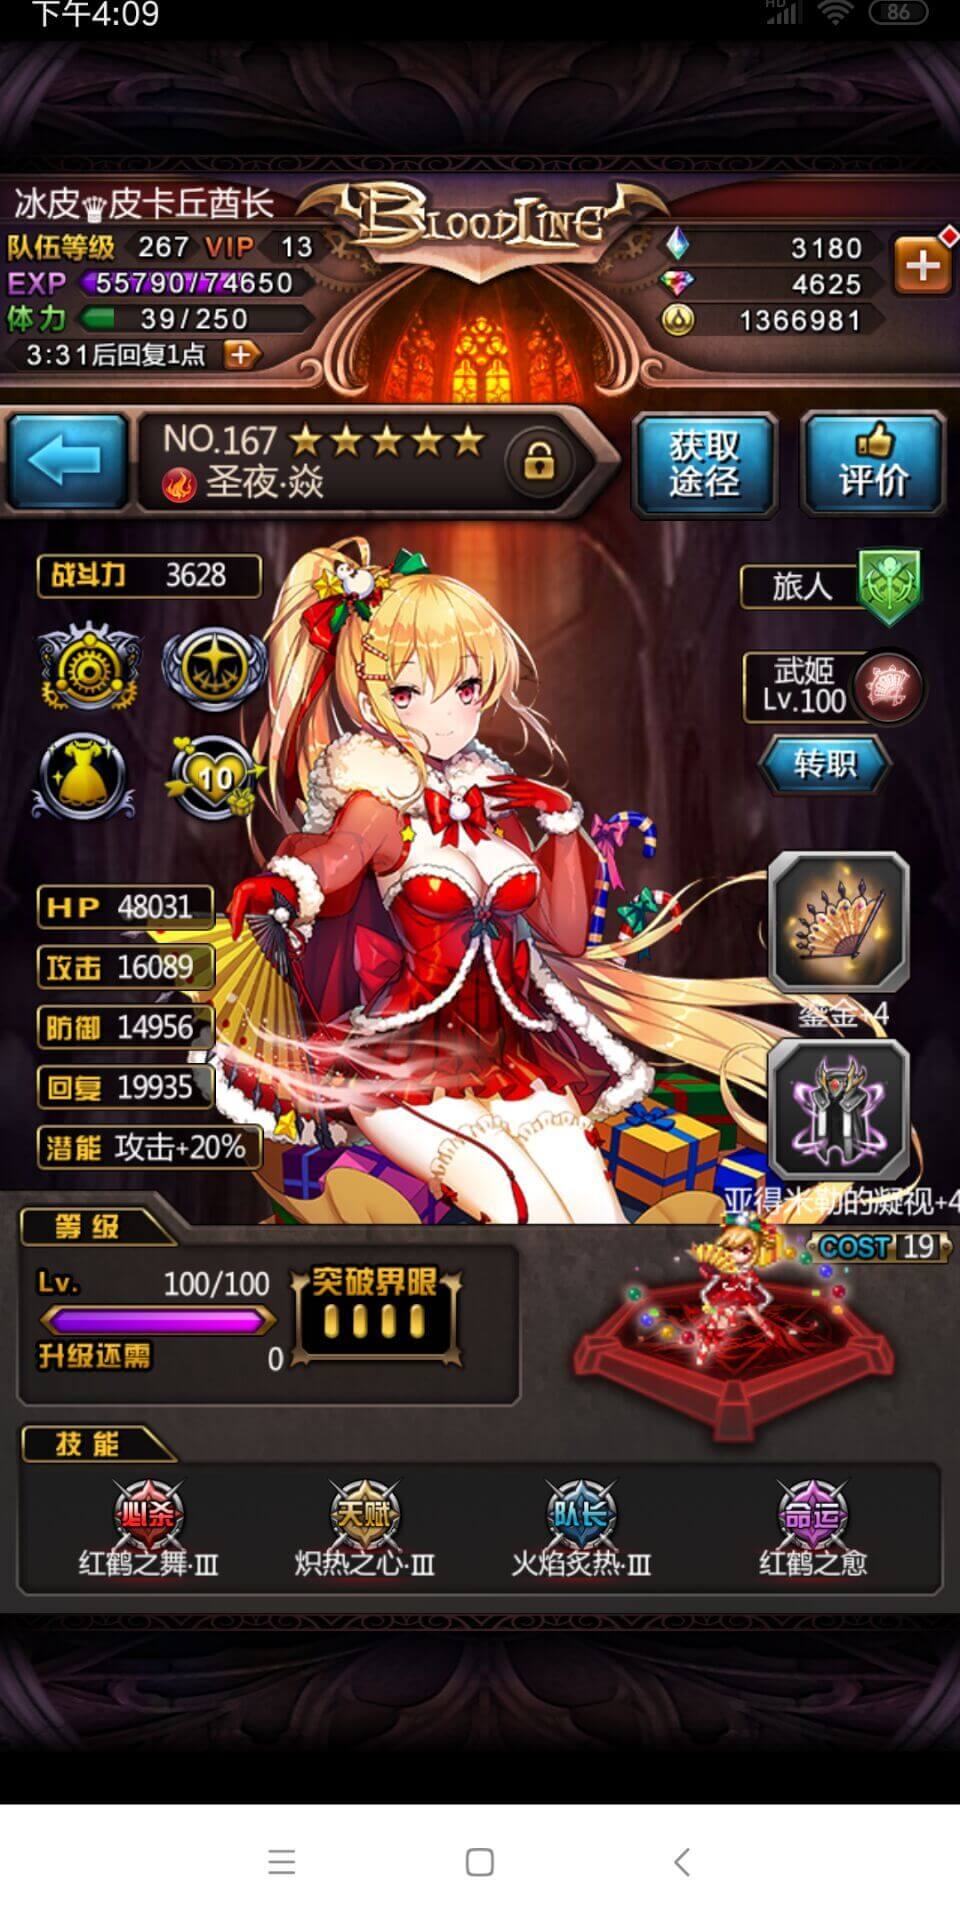 下午4:09
HD
86
冰皮♛皮卡丘酋长
队伍等级 267 VIP 13
EXP 55790/74650
体力 39/250
3:31后回复1点
BLOODLINE
3180
4625
1366981
NO.167 ★★★★★
圣夜·焱
获取
途径
评价
战斗力 3628
10
旅人
武姬
Lv.100
转职
HP 48031
攻击 16089
防御 14956
回复 19935
潜能 攻击+20%
鎏金+4
亚得米勒的凝视+4
COST 19
等级
Lv. 100/100
升级还需 0
突破界限
技能
必杀 天赋 队长 命运
红鹤之舞·Ⅲ 炽热之心·Ⅲ 火焰炙热·Ⅲ 红鹤之愈